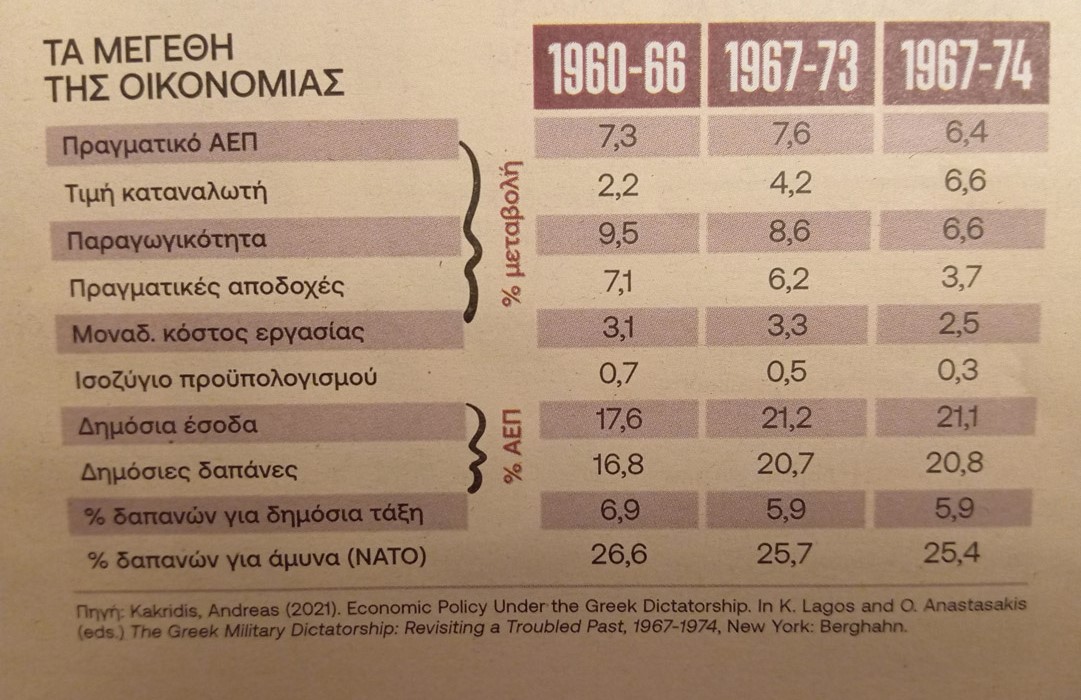 ΤΑ ΜΕΓΕΘΗ
ΤΗΣ ΟΙΚΟΝΟΜΙΑΣ
1960-66 1967-73 1967-74
Πραγματικό ΑΕΠ 7,3 7,6 6,4
Τιμή καταναλωτή 2,2 4,2 6,6
Παραγωγικότητα 9,5 8,6 6,6
Πραγματικές αποδοχές 7,1 6,2 3,7
Μοναδ. κόστος εργασίας 3,1 3,3 2,5
% μεταβολή
Ισοζύγιο προϋπολογισμού 0,7 0,5 0,3
Δημόσια έσοδα 17,6 21,2 21,1
Δημόσιες δαπάνες 16,8 20,7 20,8
% ΑΕΠ
% δαπανών για δημόσια τάξη 6,9 5,9 5,9
% δαπανών για άμυνα (NATO) 26,6 25,7 25,4
Πηγή: Kakridis, Andreas (2021). Economic Policy Under the Greek Dictatorship. In K. Lagos and O. Anastasakis
(eds.) The Greek Military Dictatorship: Revisiting a Troubled Past, 1967-1974, New York: Berghahn.